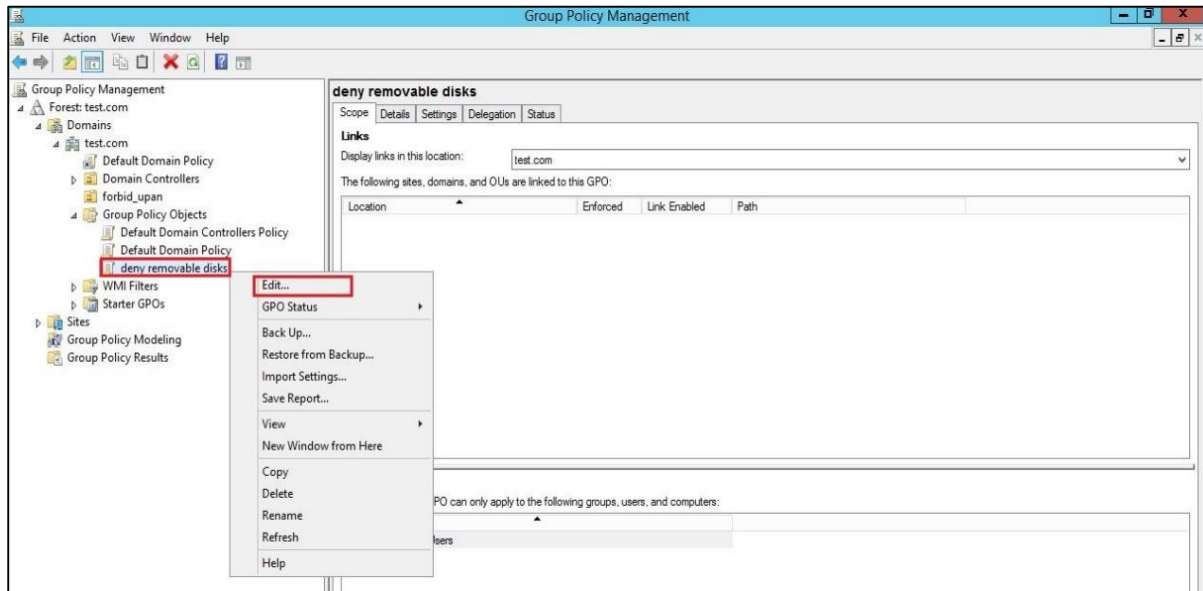 Group Policy Management
File Action View Window Help
Group Policy Management
Forest: test.com
Domains
test.com
Default Domain Policy
Domain Controllers
forbid_upan
Group Policy Objects
Default Domain Controllers Policy
Default Domain Policy
deny removable disks
WMI Filters
Starter GPOs
Sites
Group Policy Modeling
Group Policy Results
Edit...
GPO Status
Back Up...
Restore from Backup...
Import Settings...
Save Report...
View
New Window from Here
Copy
Delete
Rename
Refresh
Help
deny removable disks
Scope Details Settings Delegation Status
Links
Display links in this location: test.com
The following sites, domains, and OUs are linked to this GPO:
Location Enforced Link Enabled Path
PO can only apply to the following groups, users, and computers: